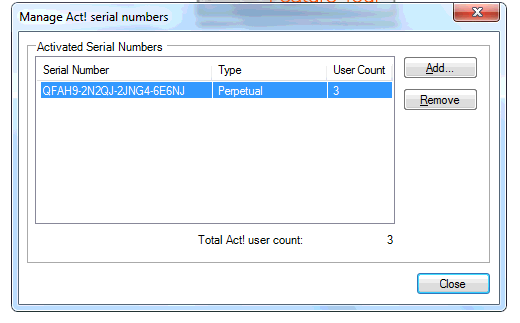 Manage Act! serial numbers
Activated Serial Numbers
Serial Number Type User Count
QFAH9-2N2QJ-2JNG4-6E6NJ Perpetual 3
Add...
Remove
Total Act! user count: 3
Close